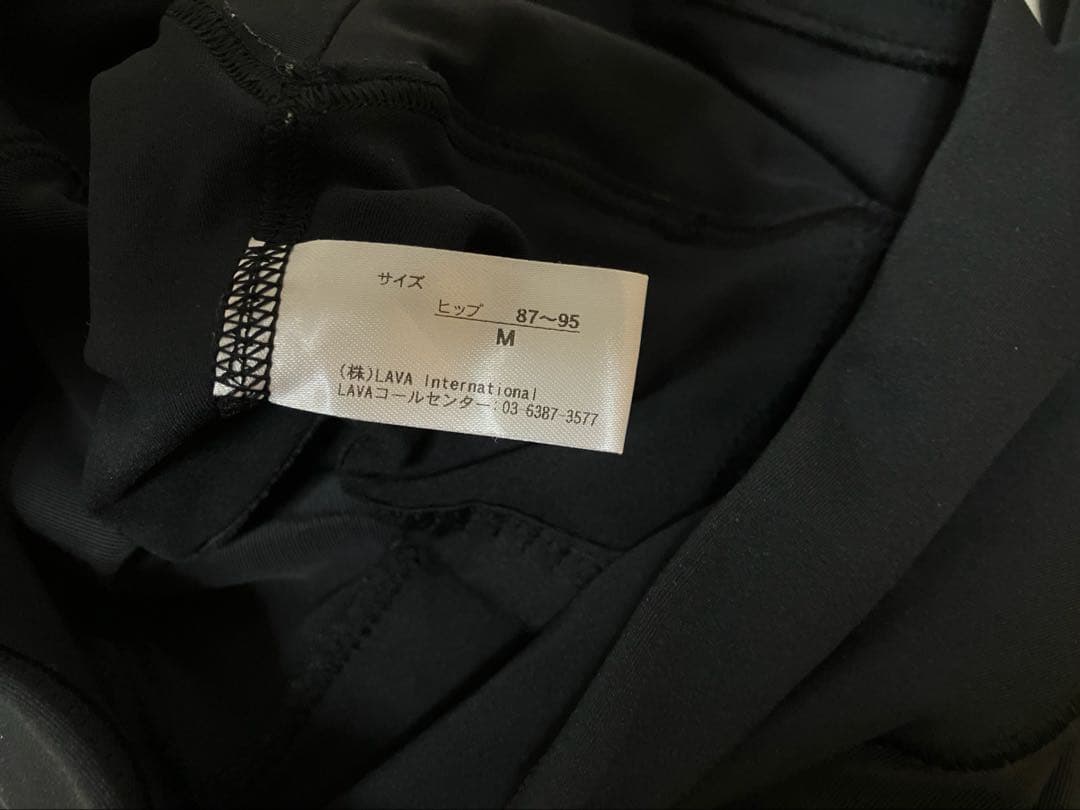 サイズ
ヒップ 87～95
M
(株)LAVA International
LAVAコールセンター:03-6387-3577